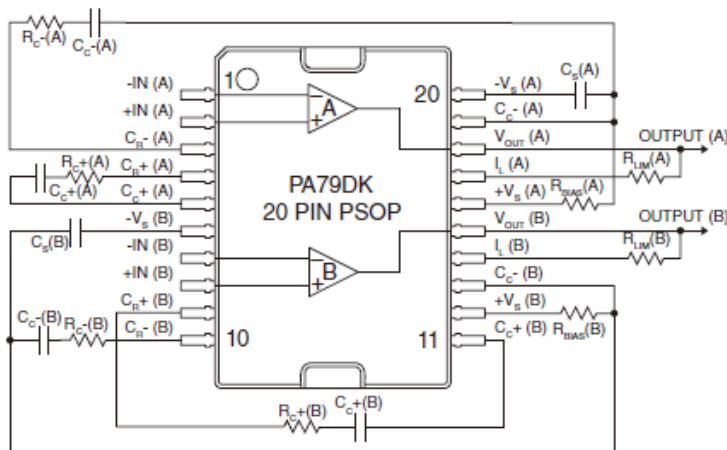 R_C-(A)
C_C-(A)
-IN (A)
+IN (A)
C_R- (A)
R_C+(A)
C_R+ (A)
C_C+(A)
C_C+ (A)
-V_S (B)
C_S(B)
-IN (B)
+IN (B)
C_R+ (B)
C_C-(B)
R_C-(B)
C_R- (B)
1
A
PA79DK
20 PIN PSOP
B
10
20
11
-V_S (A)
C_S(A)
C_C- (A)
V_OUT (A)
OUTPUT (A)
I_L (A)
R_LIM(A)
+V_S (A)
R_BIAS(A)
V_OUT (B)
OUTPUT (B)
I_L (B)
R_LIM(B)
C_C- (B)
+V_S (B)
R_BIAS(B)
C_C+ (B)
R_C+(B)
C_C+(B)